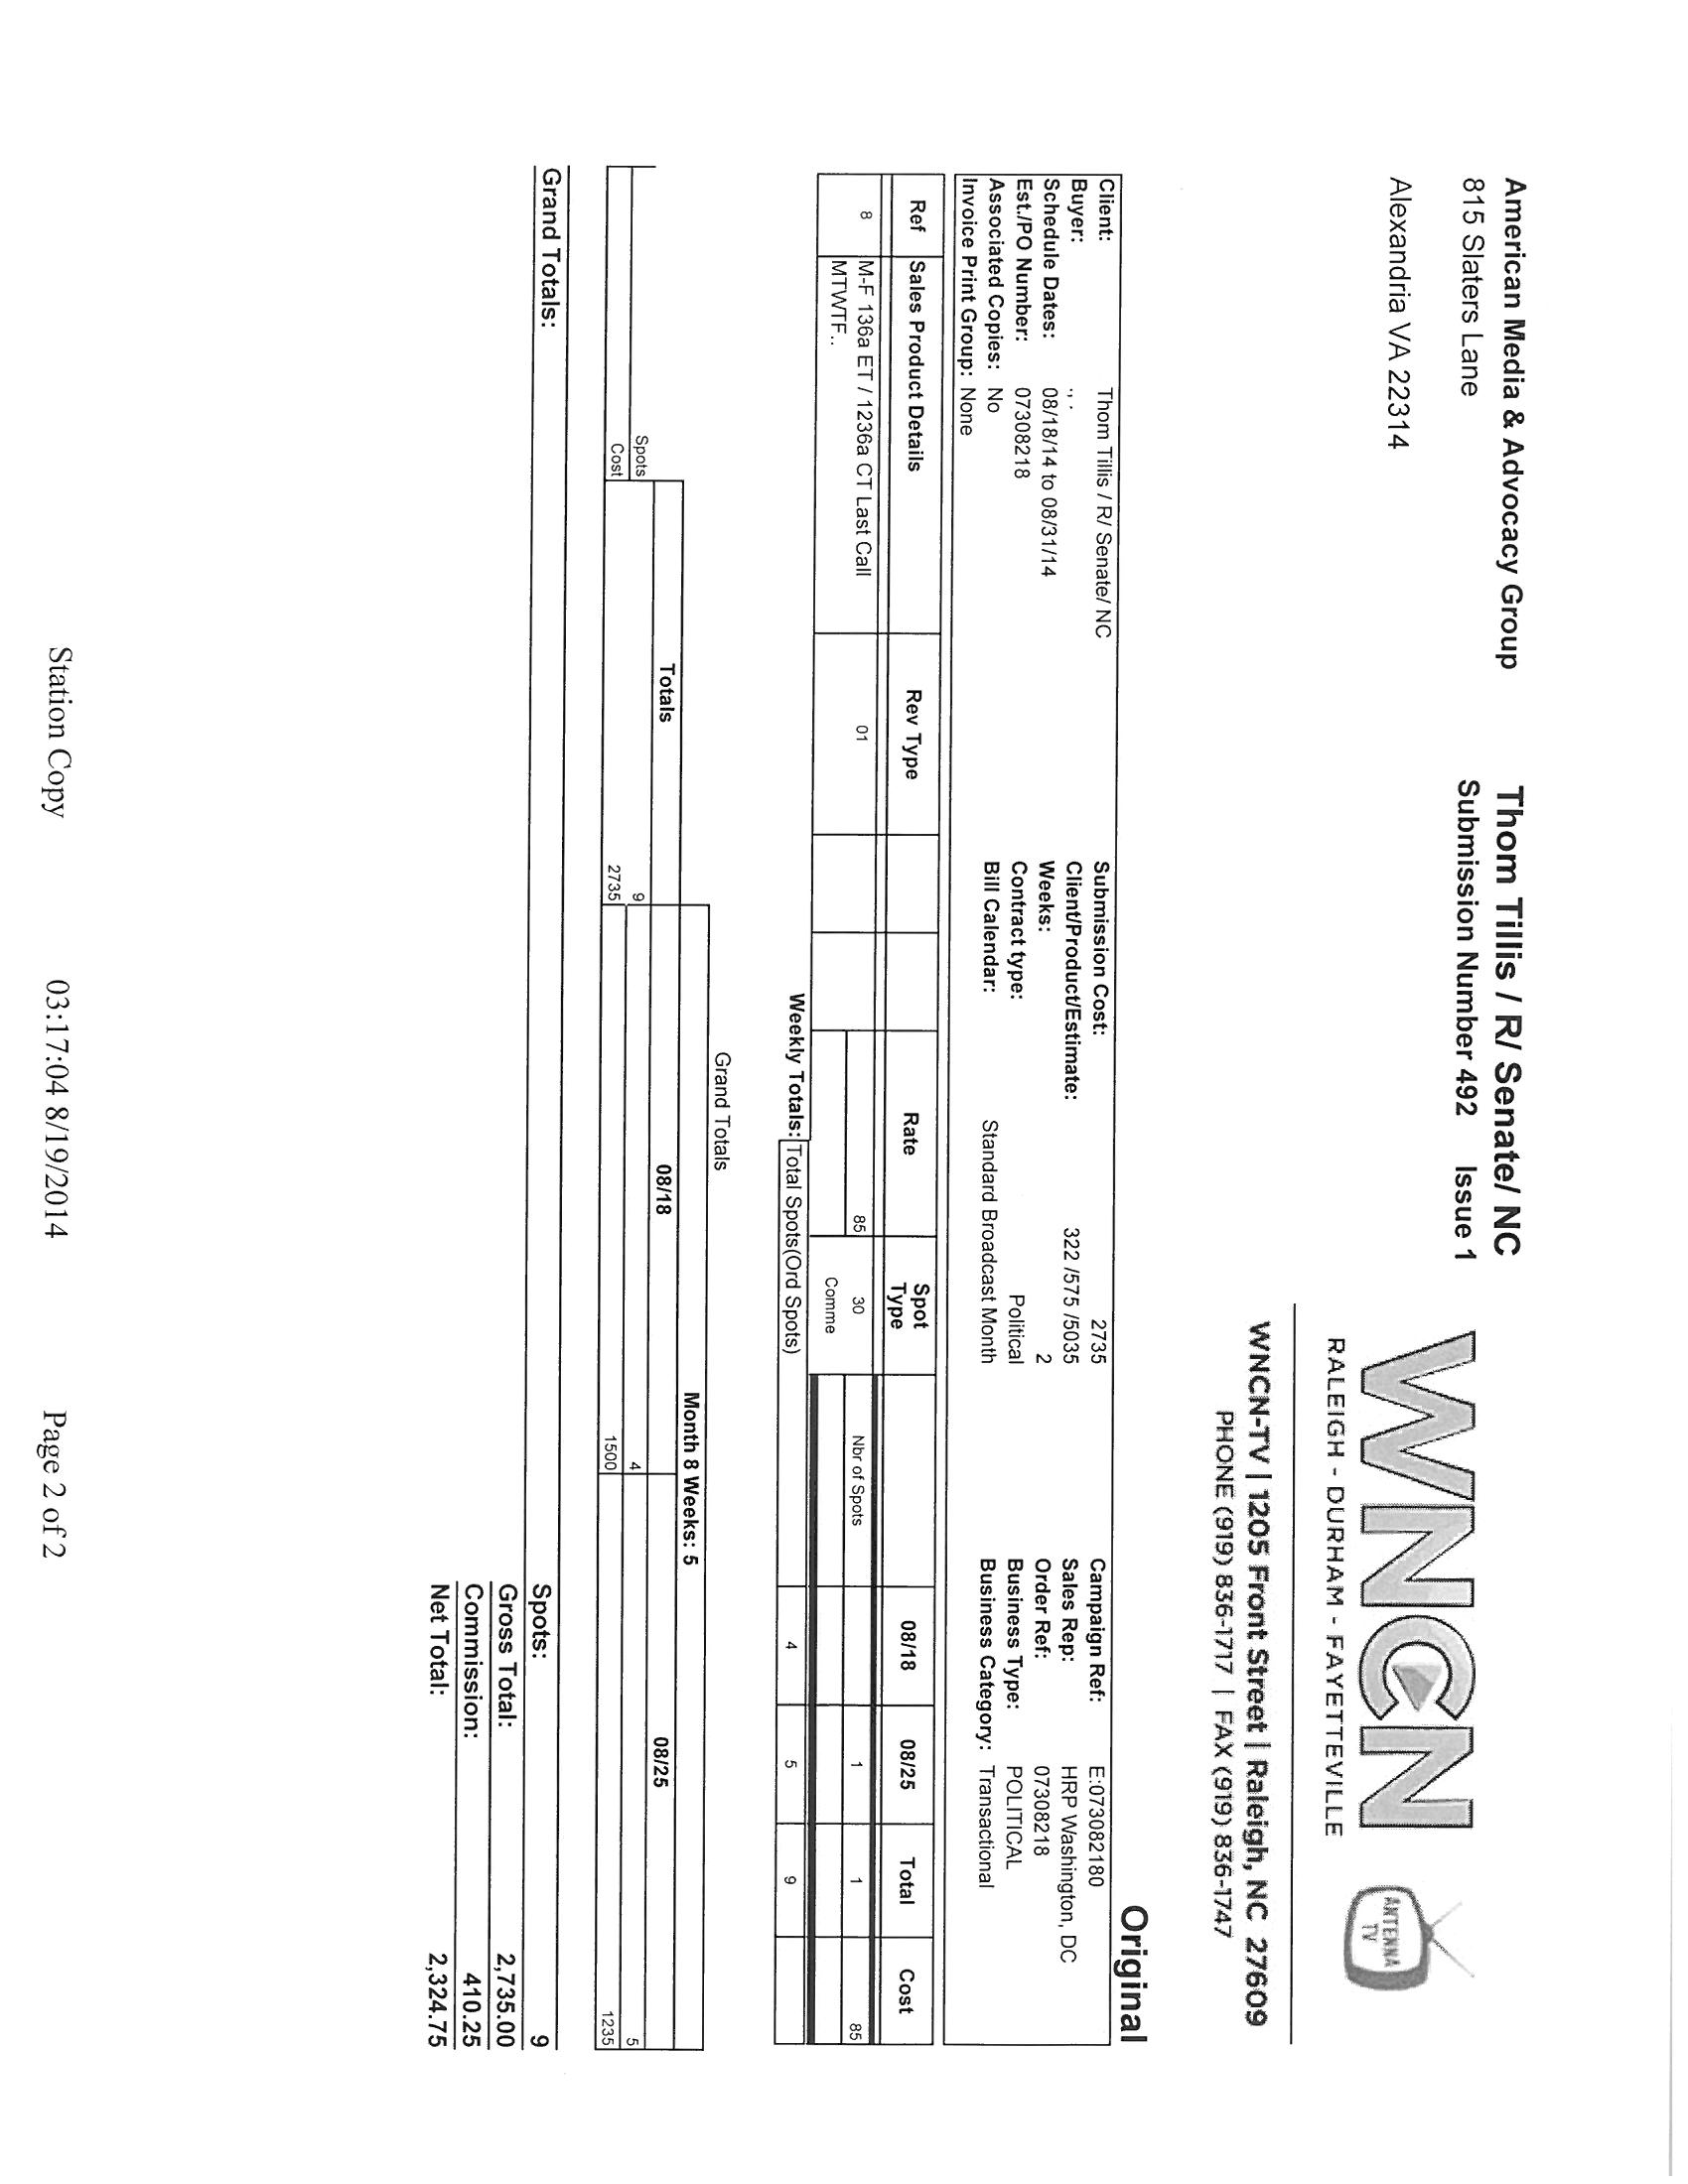 American Media & Advocacy Group
815 Slaters Lane
Alexandria VA 22314
Thom Tillis / R/ Senate/ NC
Submission Number 492 Issue 1
WNCN
RALEIGH - DURHAM - FAYETTEVILLE
ANTENNA
TV
WNCN-TV | 1205 Front Street | Raleigh, NC 27609
PHONE (919) 836-1717 | FAX (919) 836-1747
Original
Client: Thom Tillis / R/ Senate/ NC Submission Cost: 2735 Campaign Ref: E:073082180
Buyer: ., . Client/Product/Estimate: 322 /575 /5035 Sales Rep: HRP Washington, DC
Schedule Dates: 08/18/14 to 08/31/14 Weeks: 2 Order Ref: 07308218
Est./PO Number: 07308218 Contract type: Political Business Type: POLITICAL
Associated Copies: No Bill Calendar: Standard Broadcast Month Business Category: Transactional
Invoice Print Group: None
Ref Sales Product Details Rev Type Rate Spot Type 08/18 08/25 Total Cost
8 M-F 136a ET / 1236a CT Last Call 01 85 30 Nbr of Spots 1 1 85
MTWTF.. Comme
Weekly Totals: Total Spots(Ord Spots) 4 5 9
Grand Totals
Month 8 Weeks: 5
Totals 08/18 08/25
Spots 9 4 5
Cost 2735 1500 1235
Grand Totals: Spots: 9
Gross Total: 2,735.00
Commission: 410.25
Net Total: 2,324.75
Station Copy 03:17:04 8/19/2014 Page 2 of 2